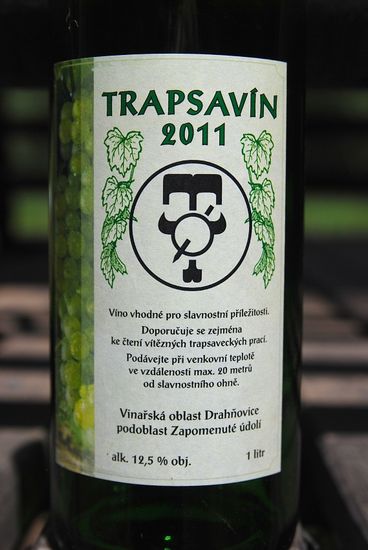 TRAPSAVÍN
2011
Víno vhodné pro slavnostní příležitosti.
Doporučuje se zejména
ke čtení vítězných trapsaveckých prací.
Podávejte při venkovní teplotě
ve vzdálenosti max. 20 metrů
od slavnostního ohně.
Vinařská oblast Drahňovice
podoblast Zapomenuté údolí
alk. 12,5 % obj. 1 litr